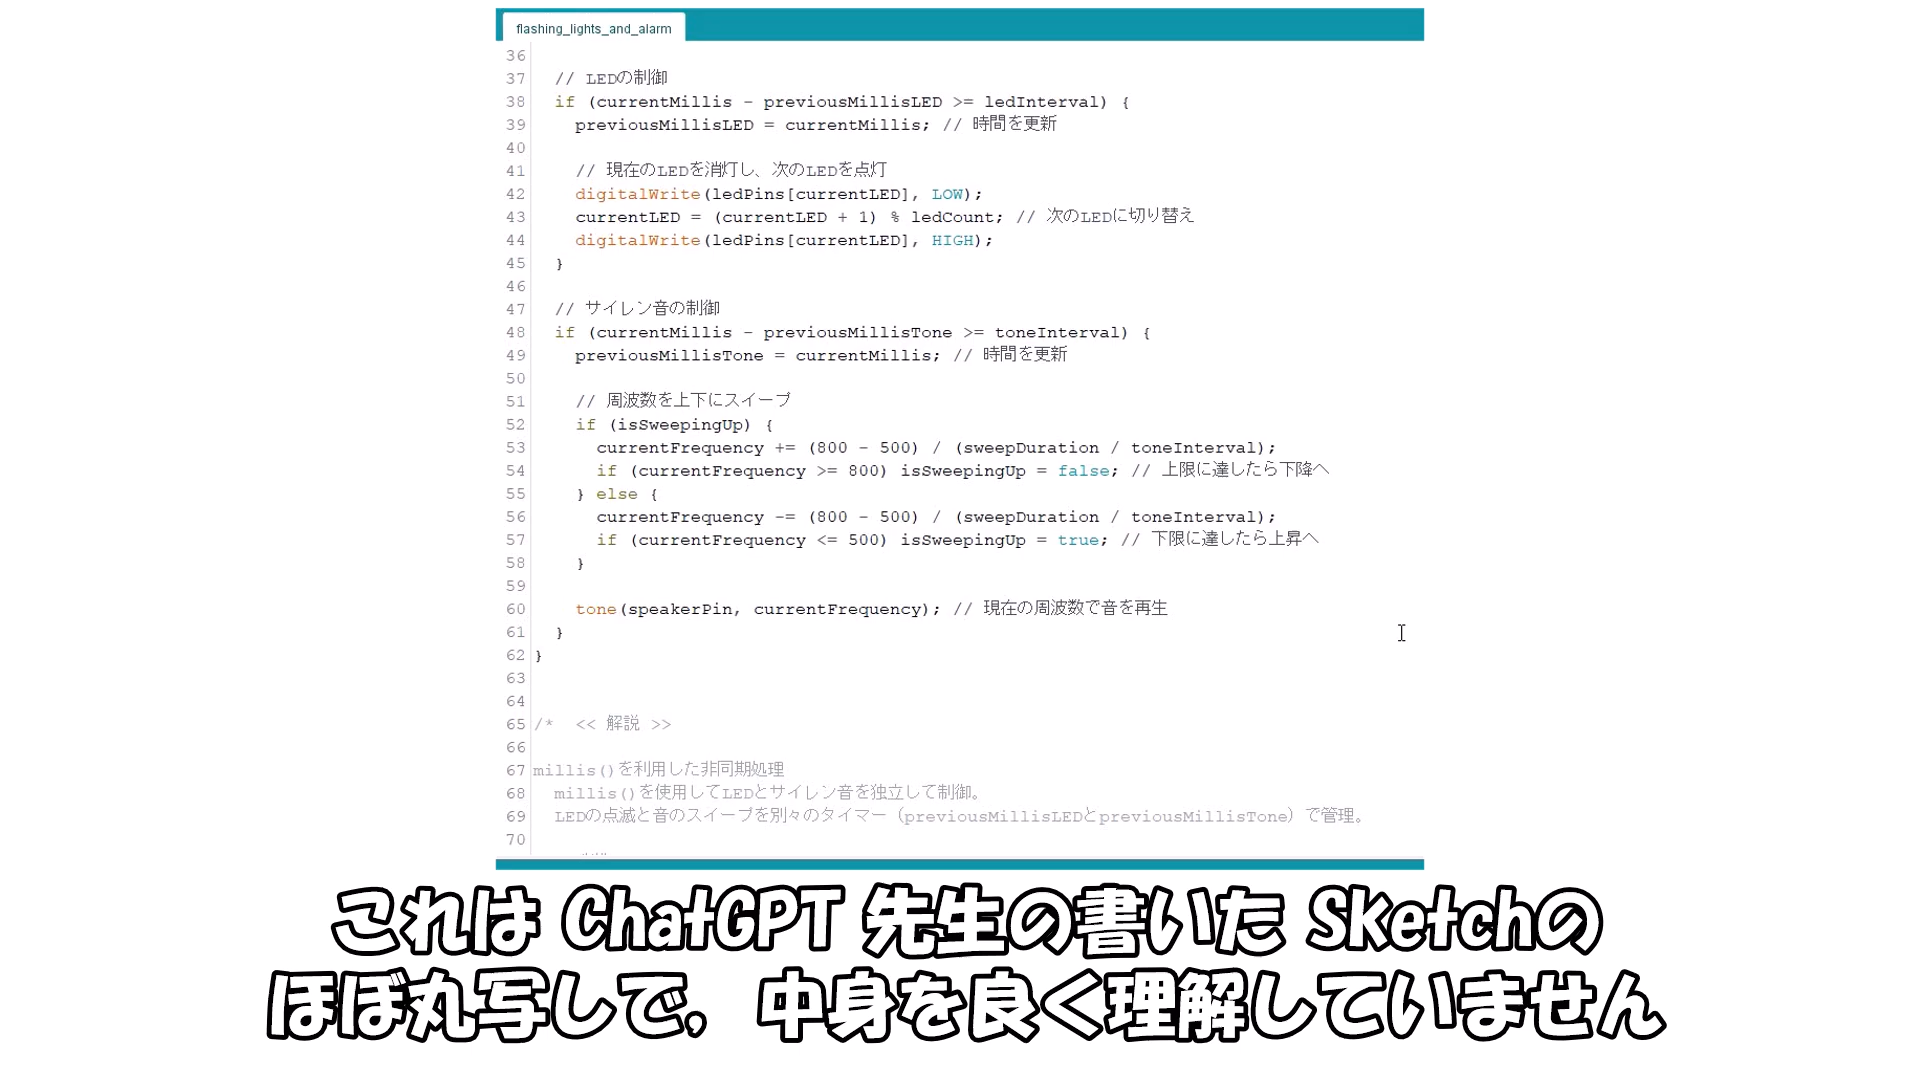 flashing_lights_and_alarm
36
37 // LEDの制御
38 if (currentMillis - previousMillisLED >= ledInterval) {
39 previousMillisLED = currentMillis; // 時間を更新
40
41 // 現在のLEDを消灯し、次のLEDを点灯
42 digitalWrite(ledPins[currentLED], LOW);
43 currentLED = (currentLED + 1) % ledCount; // 次のLEDに切り替え
44 digitalWrite(ledPins[currentLED], HIGH);
45 }
46
47 // サイレン音の制御
48 if (currentMillis - previousMillisTone >= toneInterval) {
49 previousMillisTone = currentMillis; // 時間を更新
50
51 // 周波数を上下にスイープ
52 if (isSweepingUp) {
53 currentFrequency += (800 - 500) / (sweepDuration / toneInterval);
54 if (currentFrequency >= 800) isSweepingUp = false; // 上限に達したら下降へ
55 } else {
56 currentFrequency -= (800 - 500) / (sweepDuration / toneInterval);
57 if (currentFrequency <= 500) isSweepingUp = true; // 下限に達したら上昇へ
58 }
59
60 tone(speakerPin, currentFrequency); // 現在の周波数で音を再生
61 }
62 }
63
64
65 /* << 解説 >>
66
67 millis()を利用した非同期処理
68 millis()を使用してLEDとサイレン音を独立して制御。
69 LEDの点滅と音のスイープを別々のタイマー（previousMillisLEDとpreviousMillisTone）で管理。
70
これは ChatGPT 先生の書いた SKetchの
ほぼ丸写しで，中身を良く理解していません